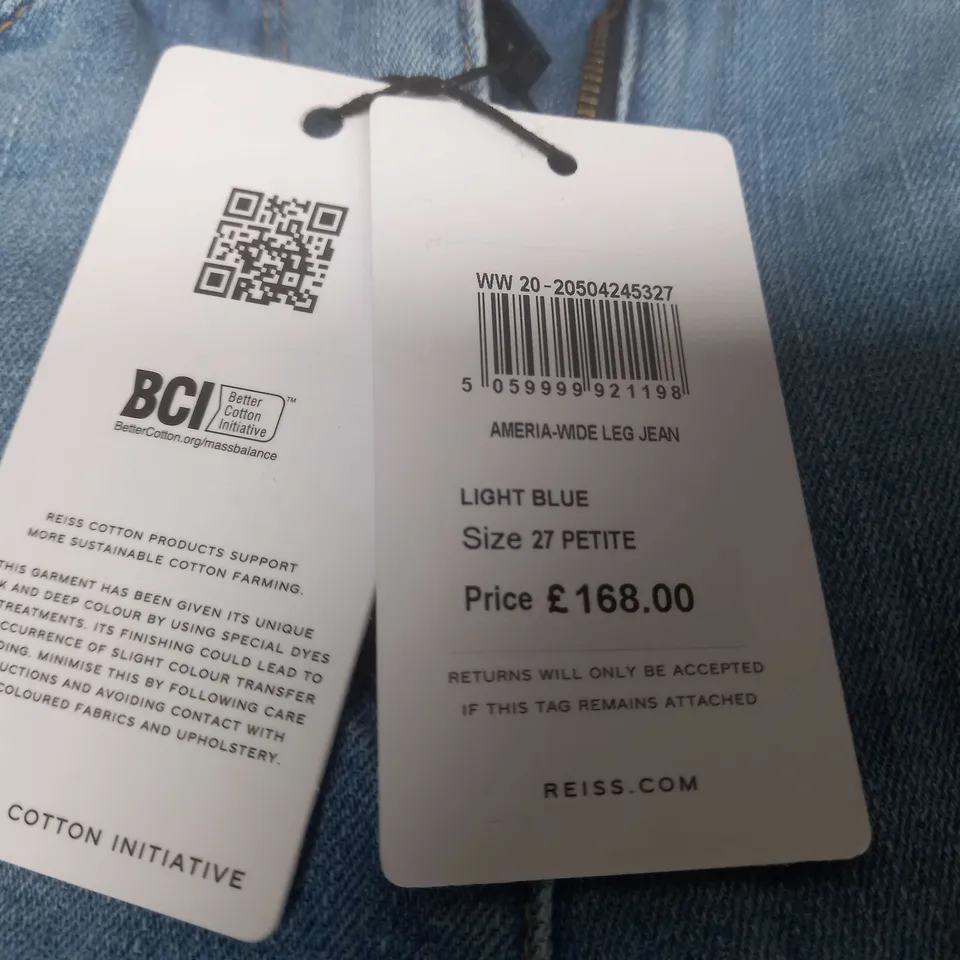 BCI Better
Cotton
Initiative™
BetterCotton.org/massbalance
REISS COTTON PRODUCTS SUPPORT
MORE SUSTAINABLE COTTON FARMING.
THIS GARMENT HAS BEEN GIVEN IT'S UNIQUE
AND DEEP COLOUR BY USING SPECIAL DYES
TREATMENTS. ITS FINISHING COULD LEAD TO
OF SLIGHT COLOUR TRANSFER
MINIMISE THIS BY FOLLOWING CARE
AND AVOIDING CONTACT WITH
COLOURED FABRICS AND UPHOLSTERY.
COTTON INITIATIVE
WW 20-20504245327
5 059999 921198
AMERIA-WIDE LEG JEAN
LIGHT BLUE
Size 27 PETITE
Price £168.00
RETURNS WILL ONLY BE ACCEPTED
IF THIS TAG REMAINS ATTACHED
REISS.COM